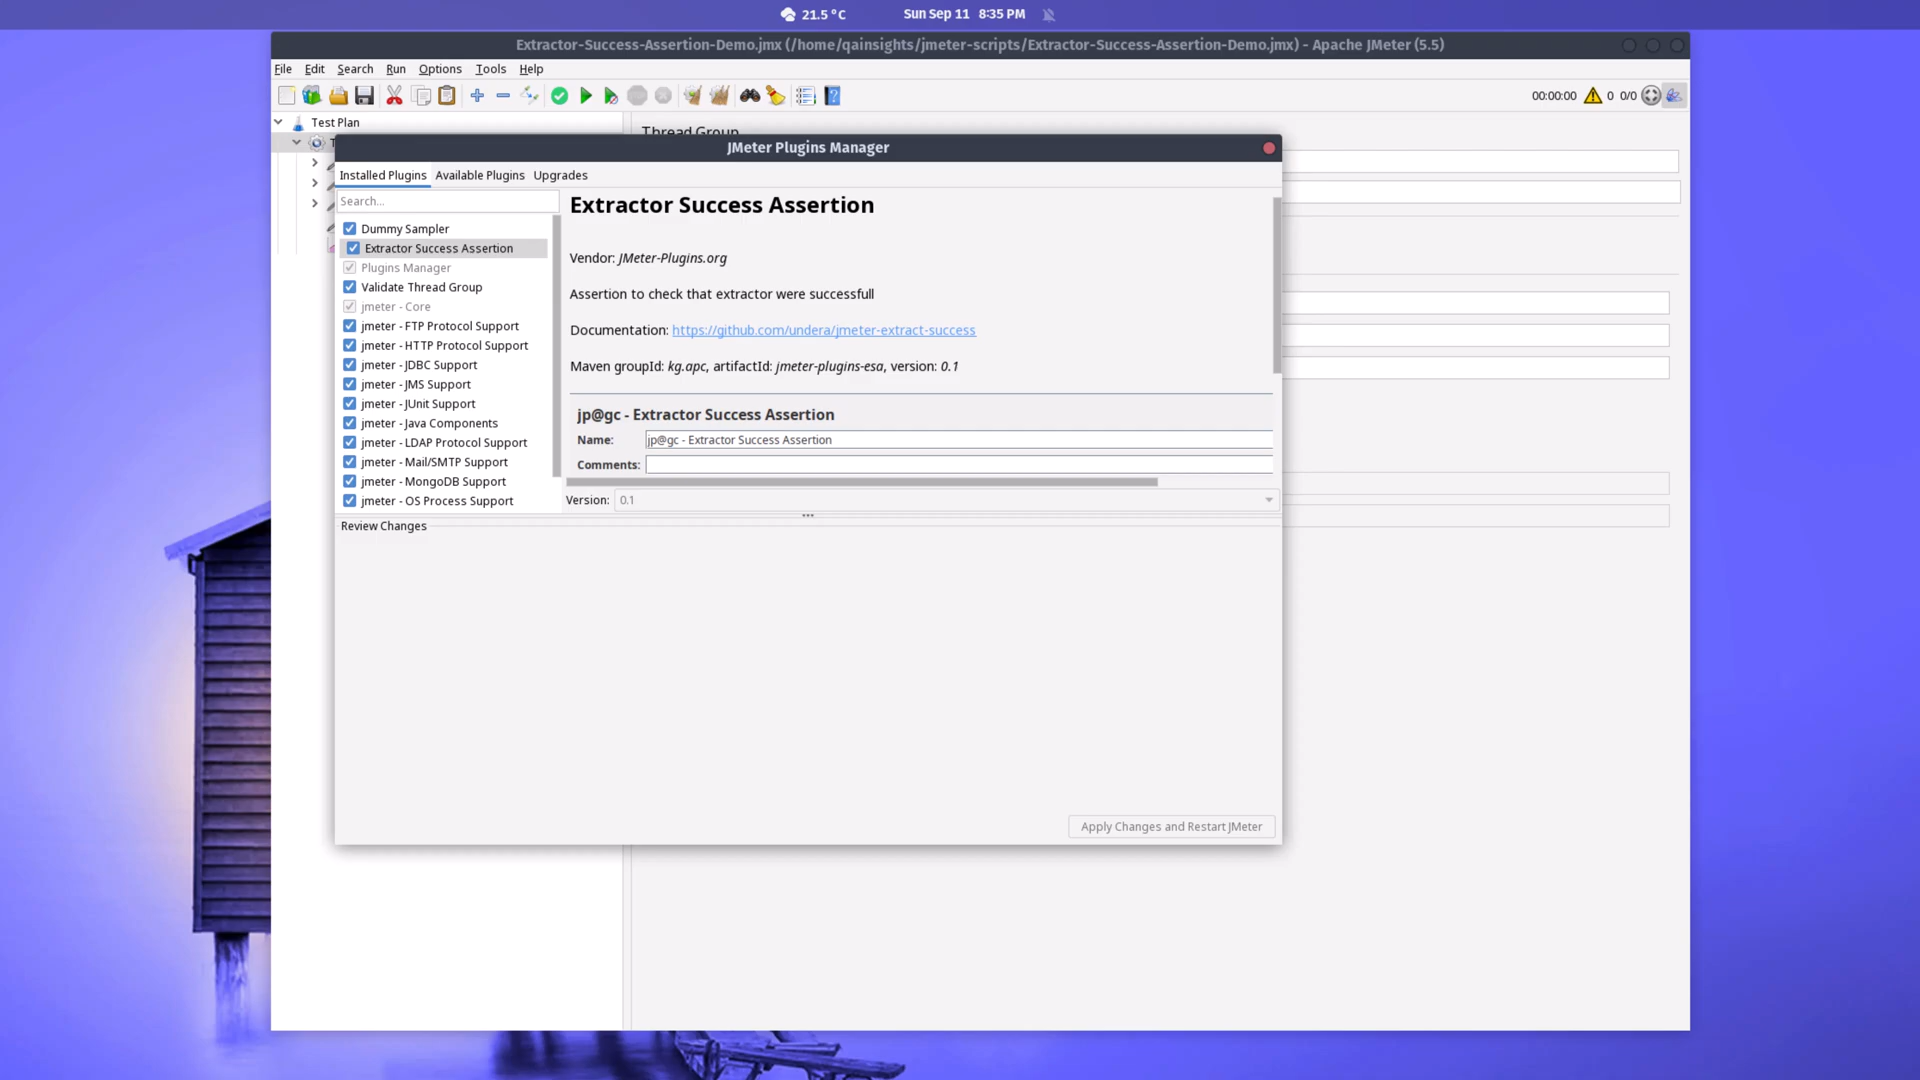 21.5 °C
Sun Sep 11 8:35 PM
Extractor-Success-Assertion-Demo.jmx (/home/qainsights/jmeter-scripts/Extractor-Success-Assertion-Demo.jmx) - Apache JMeter (5.5)
File Edit Search Run Options Tools Help
00:00:00 0 0/0
Test Plan
Thread Group
JMeter Plugins Manager
Installed Plugins Available Plugins Upgrades
Search...
Dummy Sampler
Extractor Success Assertion
Plugins Manager
Validate Thread Group
jmeter - Core
jmeter - FTP Protocol Support
jmeter - HTTP Protocol Support
jmeter - JDBC Support
jmeter - JMS Support
jmeter - JUnit Support
jmeter - Java Components
jmeter - LDAP Protocol Support
jmeter - Mail/SMTP Support
jmeter - MongoDB Support
jmeter - OS Process Support
Extractor Success Assertion
Vendor: JMeter-Plugins.org
Assertion to check that extractor were successfull
Documentation: https://github.com/undera/jmeter-extract-success
Maven groupId: kg.apc, artifactId: jmeter-plugins-esa, version: 0.1
jp@gc - Extractor Success Assertion
Name: jp@gc - Extractor Success Assertion
Comments:
Version: 0.1
Review Changes
Apply Changes and Restart JMeter